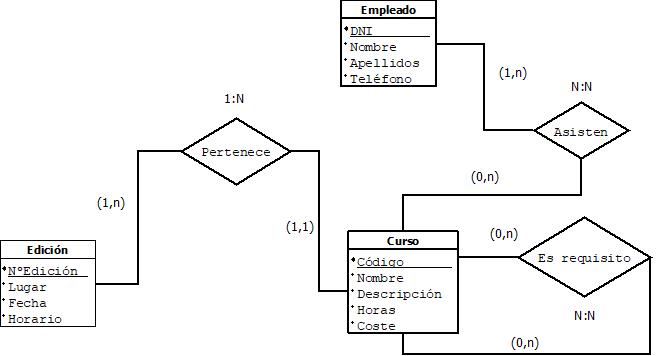 Empleado
DNI
Nombre
Apellidos
Teléfono
(1,n)
N:N
Asisten
(0,n)
1:N
Pertenece
(1,n)
(1,1)
Edición
NºEdición
Lugar
Fecha
Horario
Curso
Código
Nombre
Descripción
Horas
Coste
(0,n)
Es requisito
N:N
(0,n)